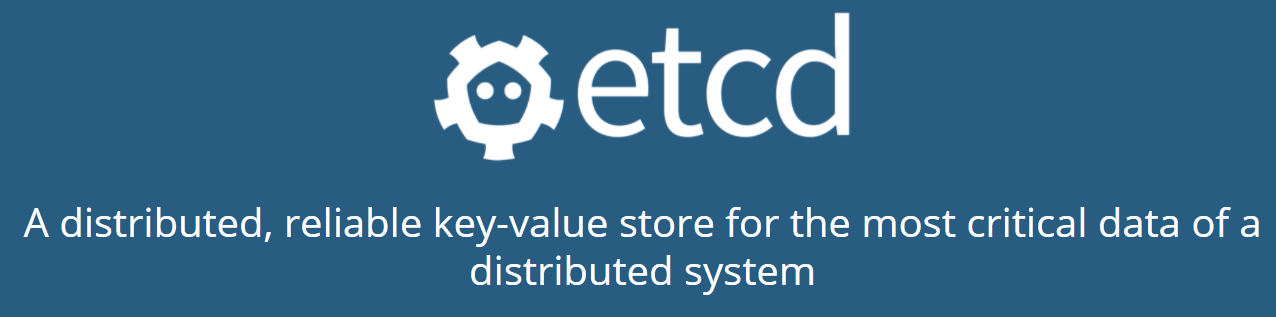 etcd
A distributed, reliable key-value store for the most critical data of a
distributed system